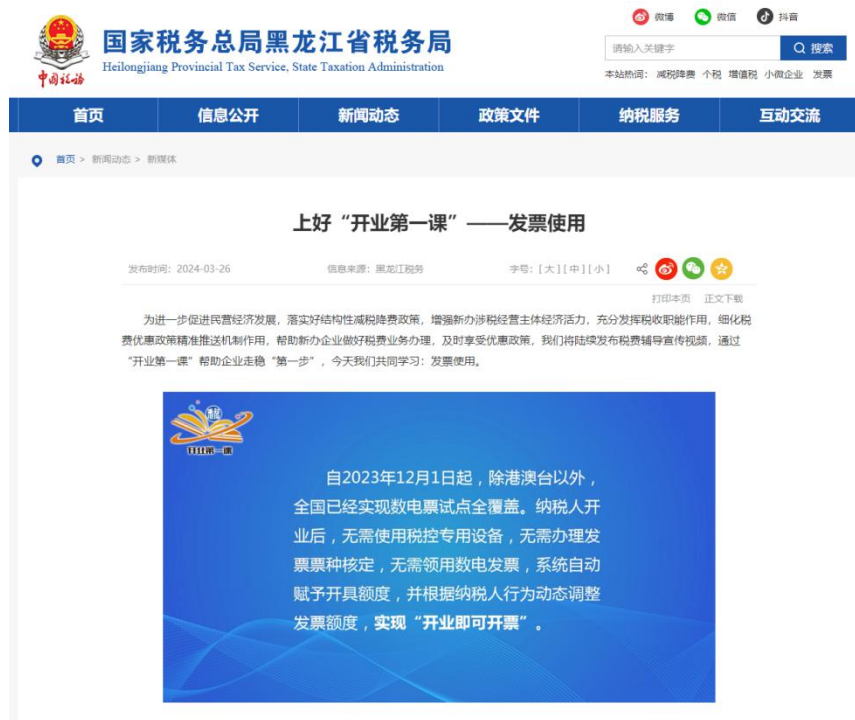 微博 微信 抖音
国家税务总局黑龙江省税务局
Heilongjiang Provincial Tax Service, State Taxation Administration
中国税务
请输入关键字 搜索
本站热词： 减税降费 个税 增值税 小微企业 发票
首页 信息公开 新闻动态 政策文件 纳税服务 互动交流
首页 > 新闻动态 > 新媒体
上好“开业第一课”——发票使用
发布时间：2024-03-26 信息来源：黑龙江税务 字号：[ 大 ] [ 中 ] [ 小 ]
打印本页 正文下载
为进一步促进民营经济发展，落实好结构性减税降费政策，增强新办涉税经营主体经济活力，充分发挥税收职能作用，细化税
费优惠政策精准推送机制作用，帮助新办企业做好税费业务办理，及时享受优惠政策，我们将陆续发布税费辅导宣传视频，通过
“开业第一课”帮助企业走稳“第一步”，今天我们共同学习：发票使用。
开业第一课
自2023年12月1日起，除港澳台以外，
全国已经实现数电票试点全覆盖。纳税人开
业后，无需使用税控专用设备，无需办理发
票票种核定，无需领用数电发票，系统自动
赋予开具额度，并根据纳税人行为动态调整
发票额度，实现“开业即可开票”。